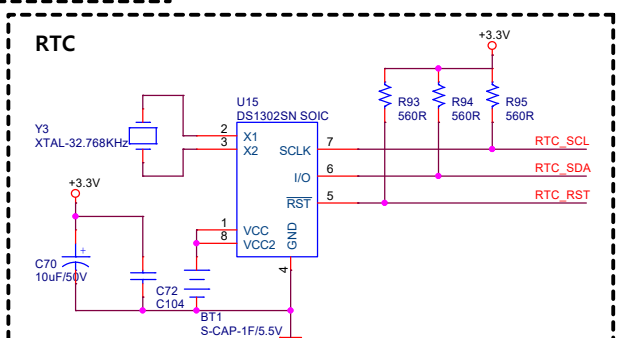 RTC
+3.3V
U15
DS1302SN SOIC
R93
560R
R94
560R
R95
560R
Y3
XTAL-32.768KHz
2
3
X1
X2
SCLK
7
RTC_SCL
I/O
6
RTC_SDA
RST
5
RTC_RST
+3.3V
1
8
VCC
VCC2
GND
4
+
C70
10uF/50V
C72
C104
BT1
S-CAP-1F/5.5V